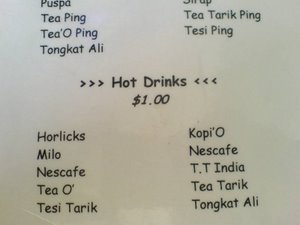 Puspa
Tea Ping
Tea'O Ping
Tongkat Ali
Sirap
Tea Tarik Ping
Tesi Ping
>>> Hot Drinks <<<
$1.00
Horlicks
Milo
Nescafe
Tea O'
Tesi Tarik
Kopi'O
Nescafe
T.T India
Tea Tarik
Tongkat Ali